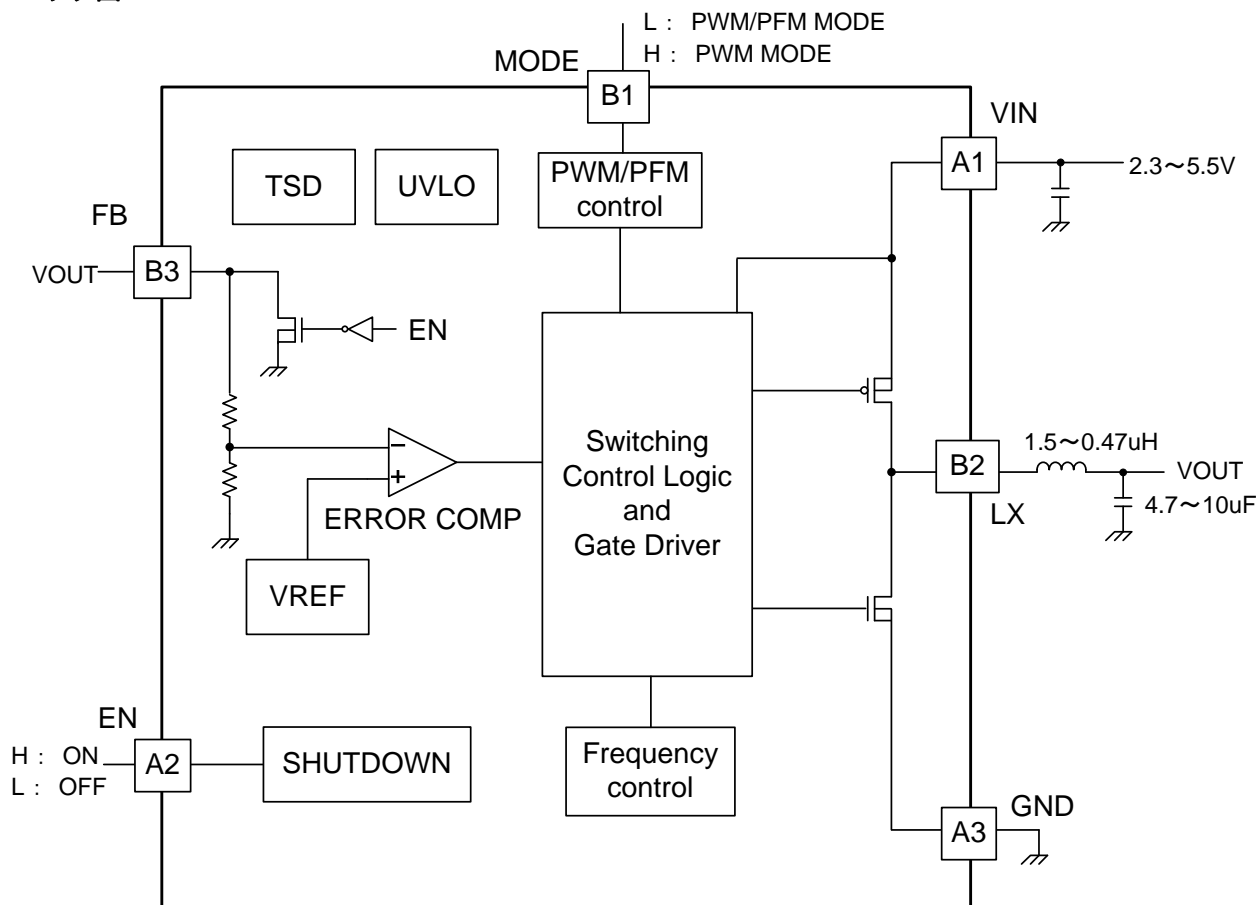 L : PWM/PFM MODE
H : PWM MODE
MODE
B1
VIN
A1
2.3～5.5V
TSD
UVLO
PWM/PFM
control
FB
VOUT
B3
EN
Switching
Control Logic
and
Gate Driver
ERROR COMP
VREF
1.5～0.47uH
B2
LX
VOUT
4.7～10uF
EN
H : ON
L : OFF
A2
SHUTDOWN
Frequency
control
GND
A3